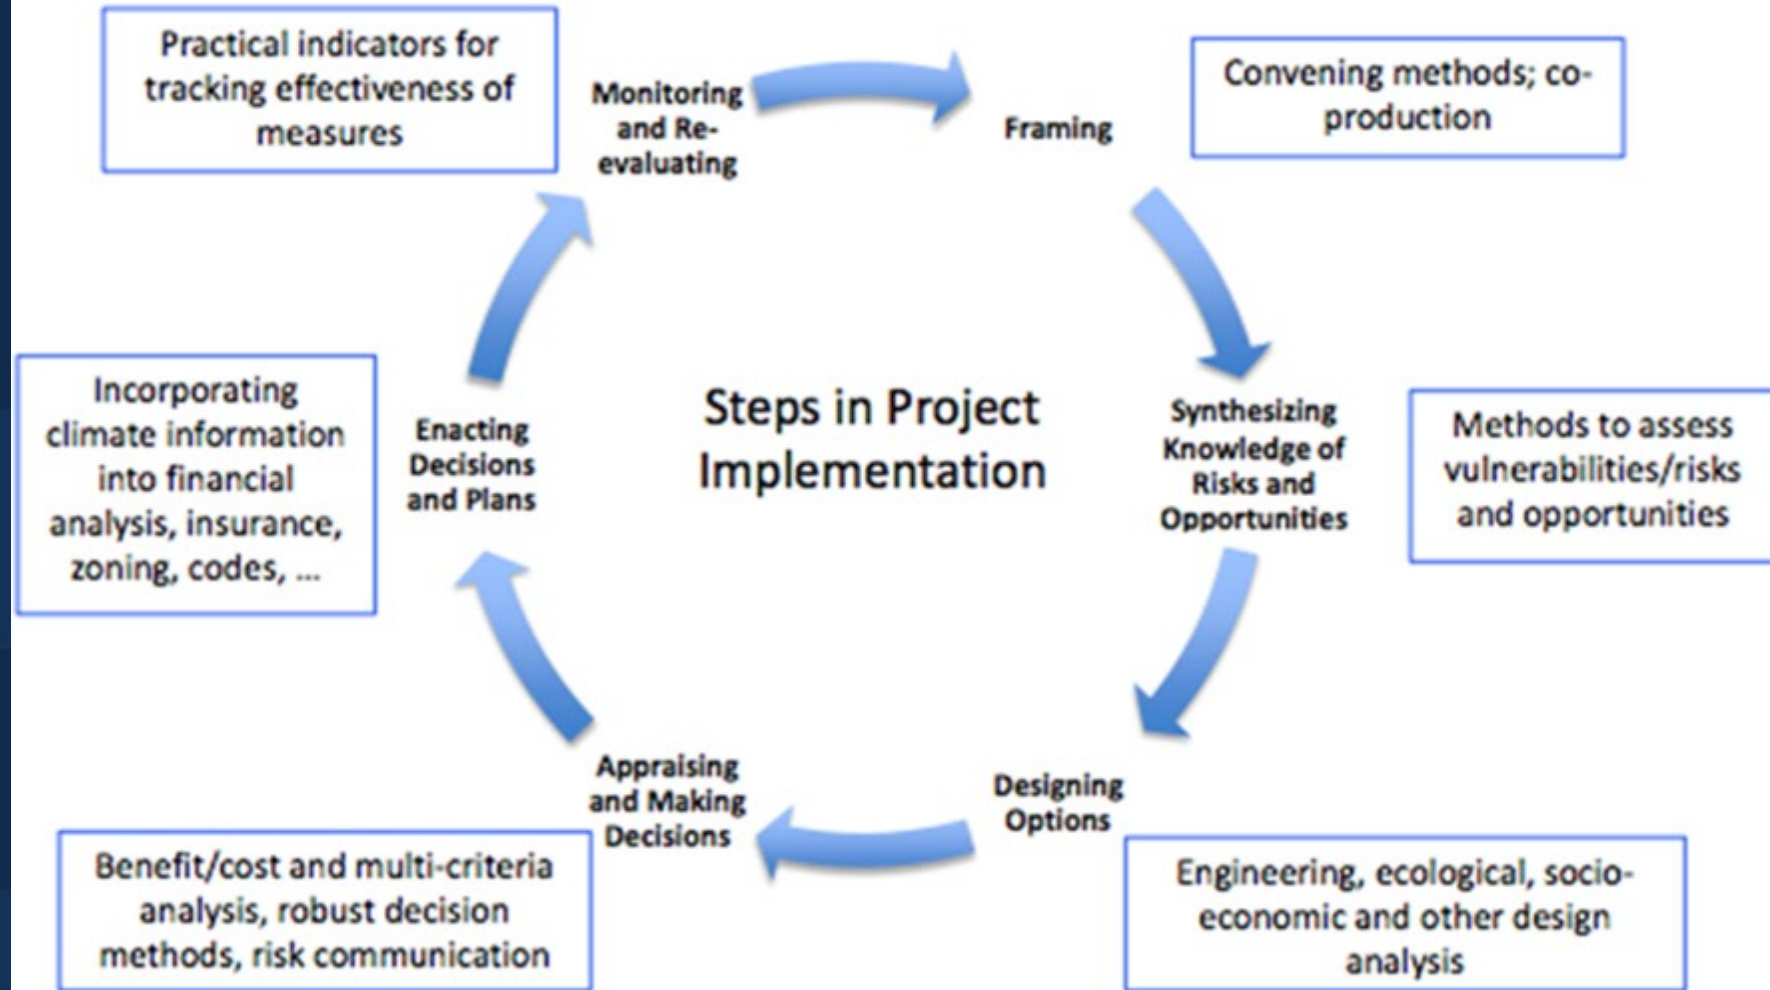 Practical indicators for
tracking effectiveness of
measures
Monitoring
and Re-
evaluating
Framing
Convening methods; co-
production
Steps in Project
Implementation
Synthesizing
Knowledge of
Risks and
Opportunities
Methods to assess
vulnerabilities/risks
and opportunities
Designing
Options
Engineering, ecological, socio-
economic and other design
analysis
Appraising
and Making
Decisions
Benefit/cost and multi-criteria
analysis, robust decision
methods, risk communication
Enacting
Decisions
and Plans
Incorporating
climate information
into financial
analysis, insurance,
zoning, codes, ...